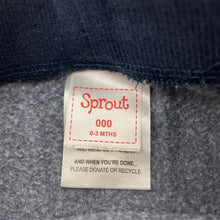 Sprout
000
0-3 MTHS
AND WHEN YOU'RE DONE...
PLEASE DONATE OR RECYCLE